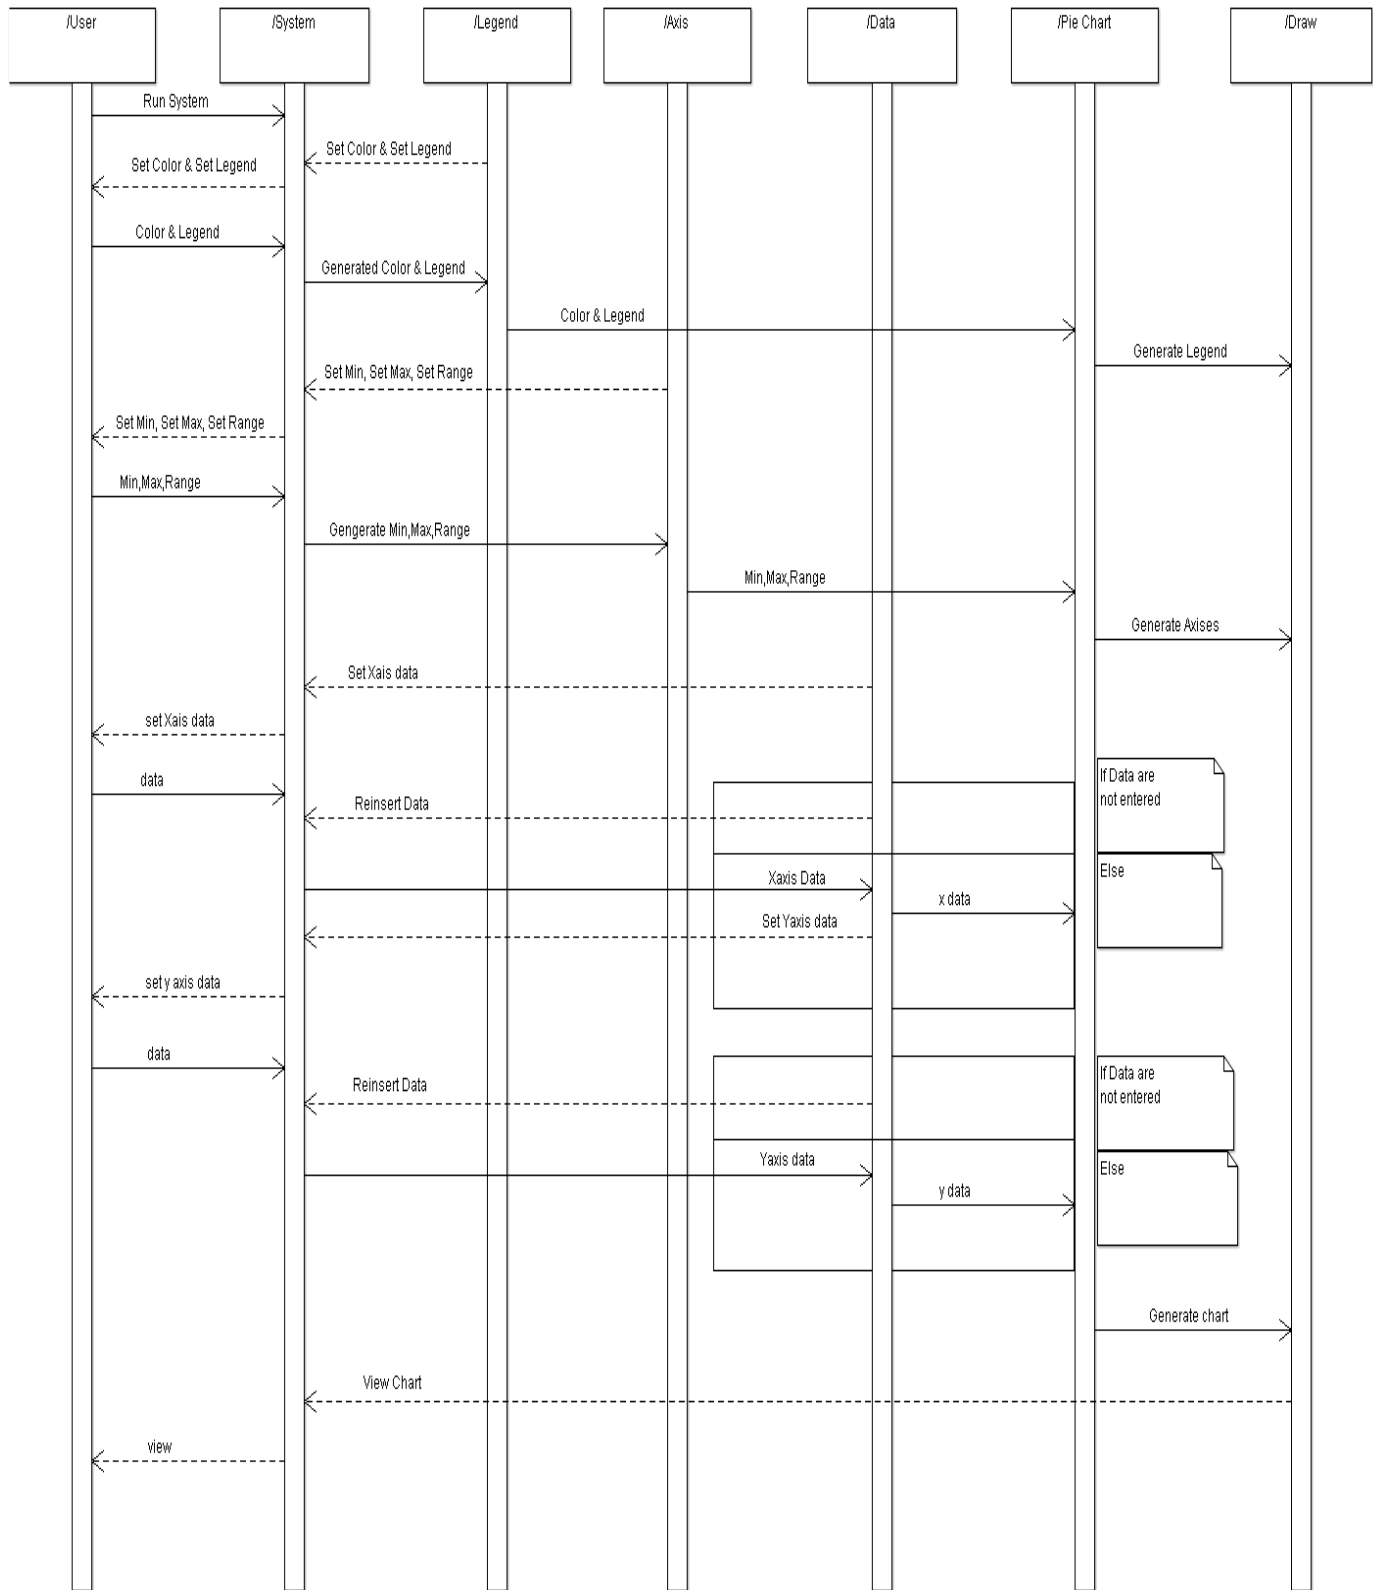 /User
/System
/Legend
/Axis
/Data
/Pie Chart
/Draw
Run System
Set Color & Set Legend
Set Color & Set Legend
Color & Legend
Generated Color & Legend
Color & Legend
Generate Legend
Set Min, Set Max, Set Range
Set Min, Set Max, Set Range
Min,Max,Range
Gengerate Min,Max,Range
Min,Max,Range
Generate Axises
Set Xais data
set Xais data
data
If Data are
not entered
Reinsert Data
Else
Xaxis Data
x data
Set Yaxis data
set y axis data
data
If Data are
not entered
Reinsert Data
Yaxis data
Else
y data
Generate chart
View Chart
view